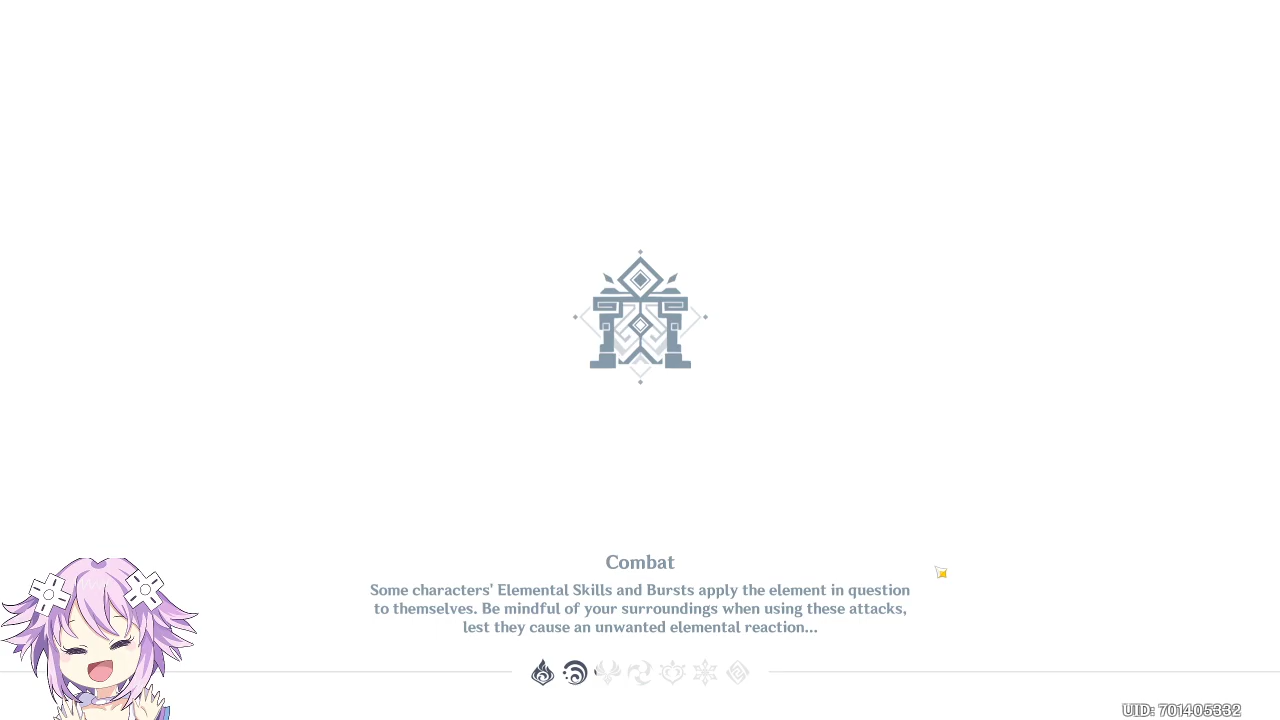 Combat
Some characters' Elemental Skills and Bursts apply the element in question
to themselves. Be mindful of your surroundings when using these attacks,
lest they cause an unwanted elemental reaction...
UID: 701405332